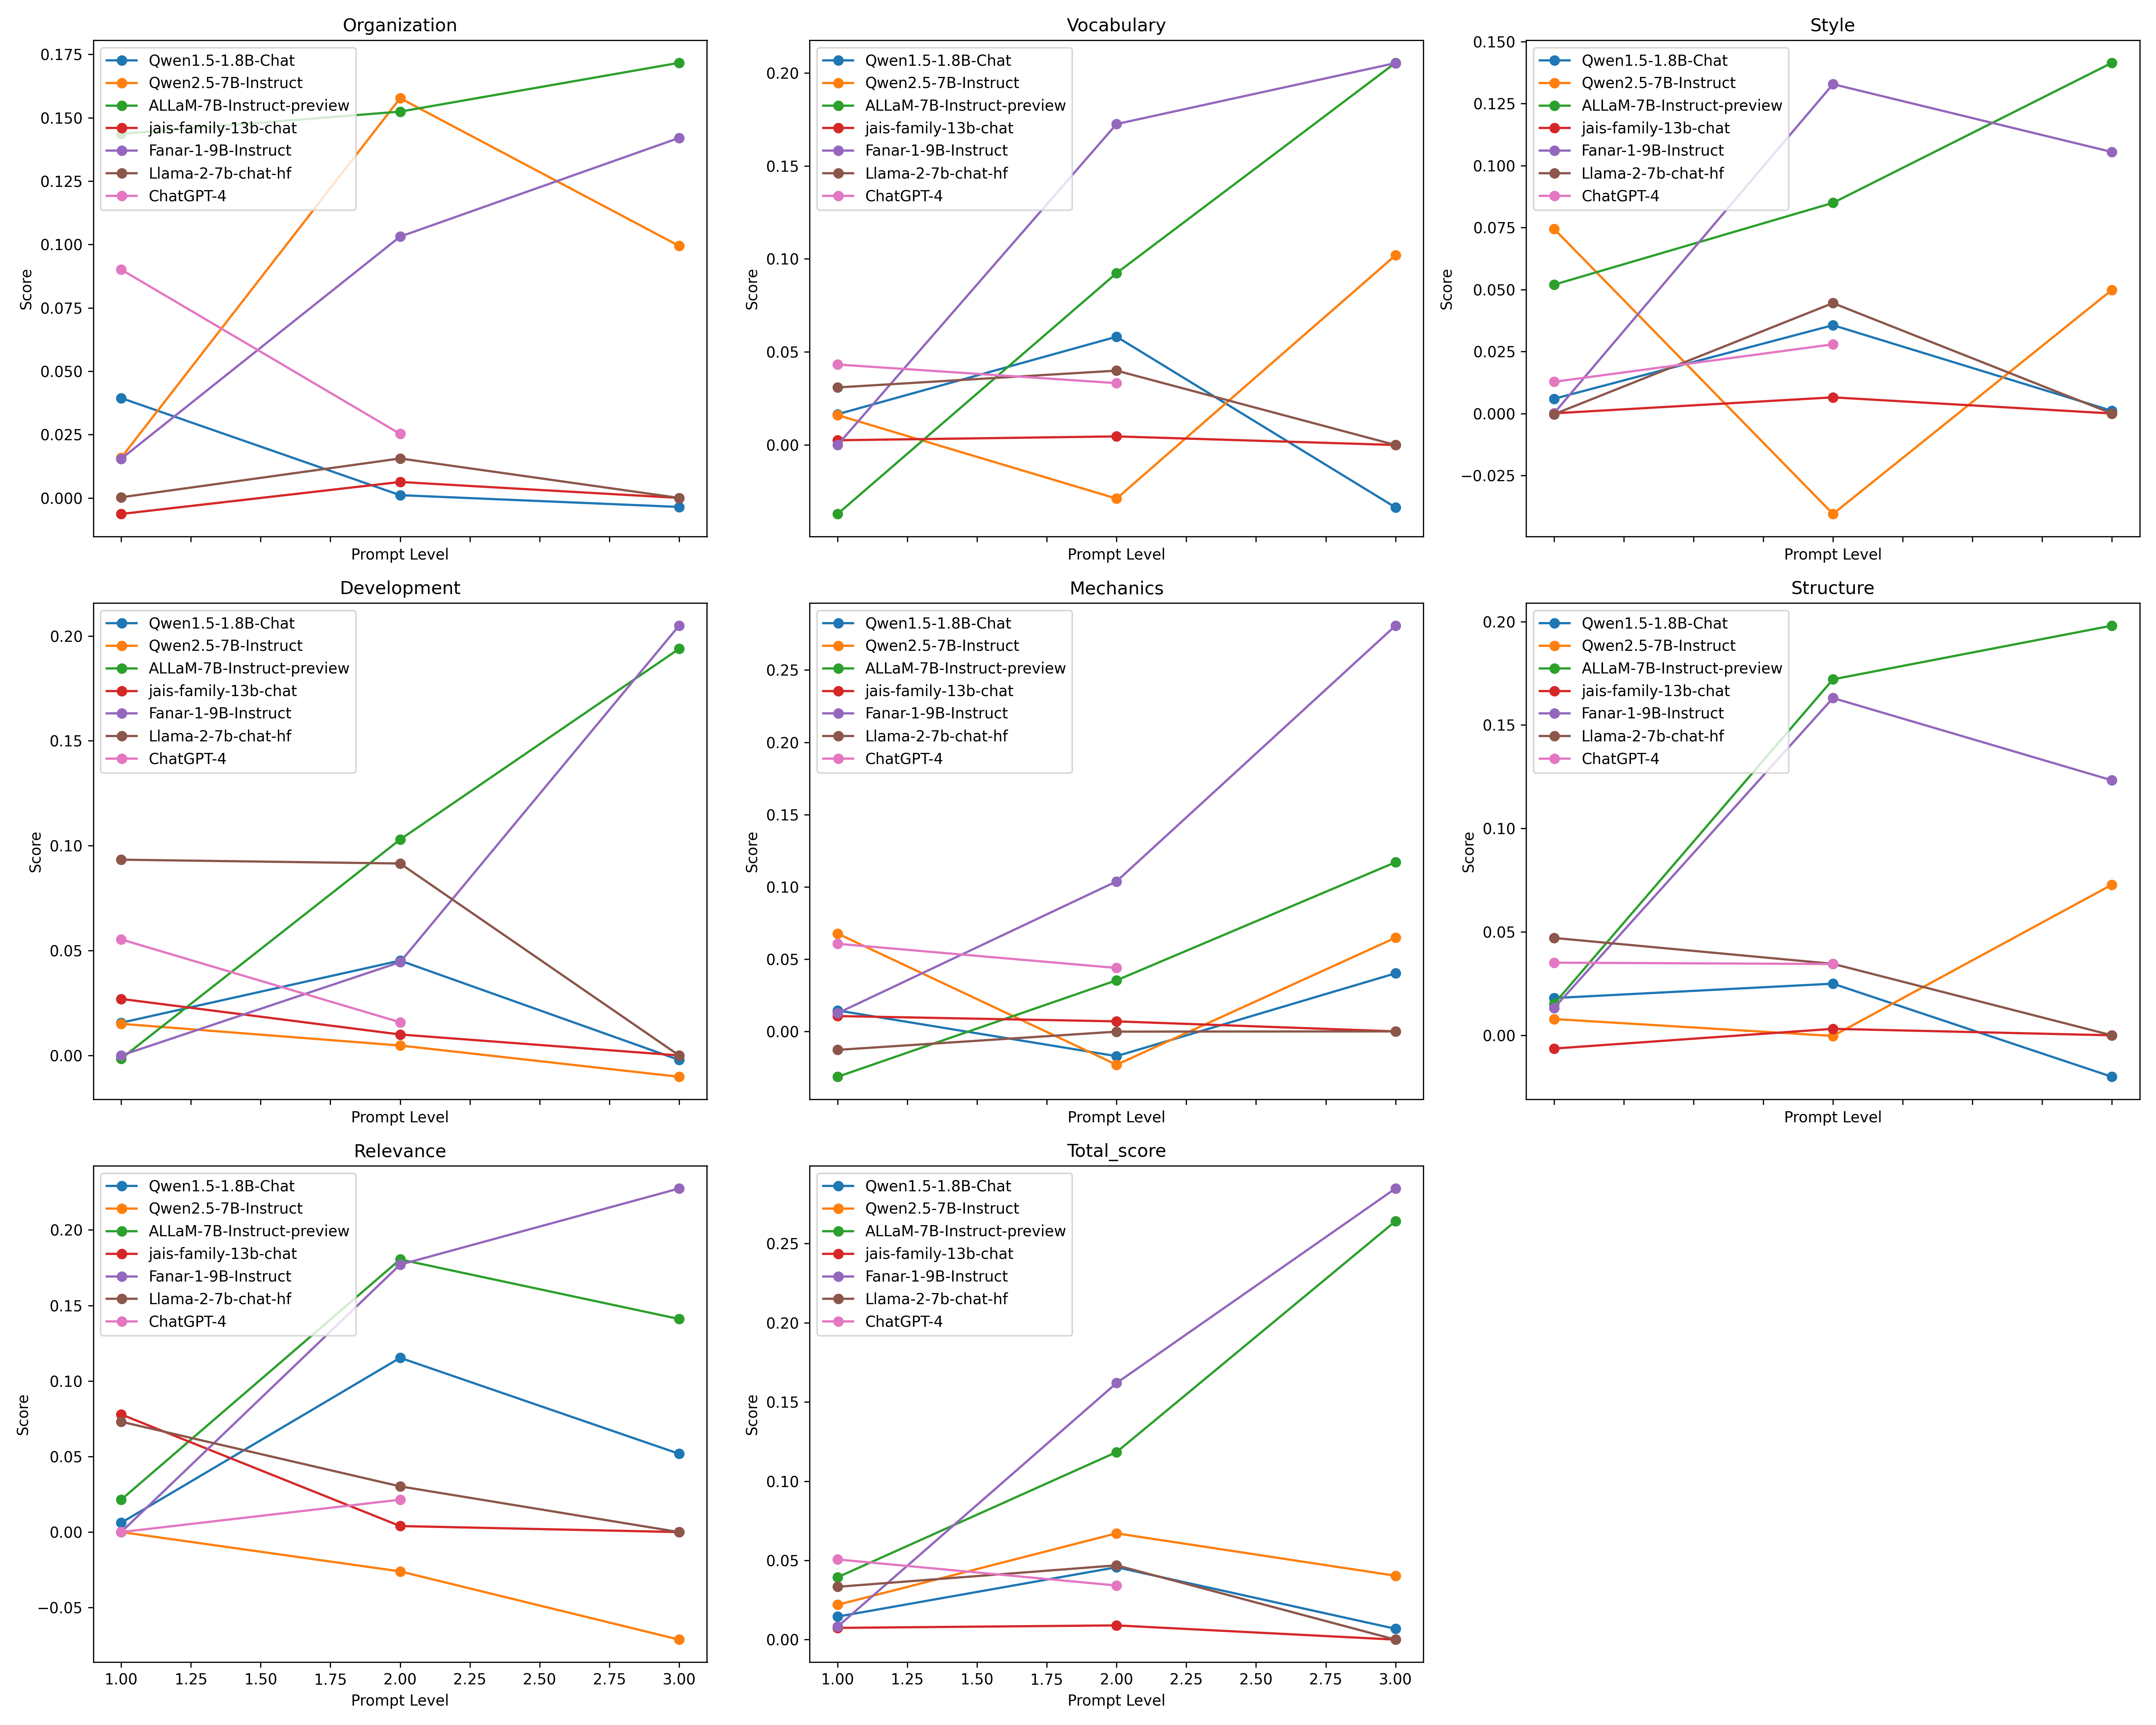 Organization
0.175
0.150
0.125
0.100
0.075
0.050
0.025
0.000
Score
Qwen1.5-1.8B-Chat
Qwen2.5-7B-Instruct
ALLaM-7B-Instruct-preview
jais-family-13b-chat
Fanar-1-9B-Instruct
Llama-2-7b-chat-hf
ChatGPT-4
Prompt Level
Vocabulary
0.20
0.15
0.10
0.05
0.00
Score
Qwen1.5-1.8B-Chat
Qwen2.5-7B-Instruct
ALLaM-7B-Instruct-preview
jais-family-13b-chat
Fanar-1-9B-Instruct
Llama-2-7b-chat-hf
ChatGPT-4
Prompt Level
Style
0.150
0.125
0.100
0.075
0.050
0.025
0.000
−0.025
Score
Qwen1.5-1.8B-Chat
Qwen2.5-7B-Instruct
ALLaM-7B-Instruct-preview
jais-family-13b-chat
Fanar-1-9B-Instruct
Llama-2-7b-chat-hf
ChatGPT-4
Prompt Level
Development
0.20
0.15
0.10
0.05
0.00
Score
Qwen1.5-1.8B-Chat
Qwen2.5-7B-Instruct
ALLaM-7B-Instruct-preview
jais-family-13b-chat
Fanar-1-9B-Instruct
Llama-2-7b-chat-hf
ChatGPT-4
Prompt Level
Mechanics
0.25
0.20
0.15
0.10
0.05
0.00
Score
Qwen1.5-1.8B-Chat
Qwen2.5-7B-Instruct
ALLaM-7B-Instruct-preview
jais-family-13b-chat
Fanar-1-9B-Instruct
Llama-2-7b-chat-hf
ChatGPT-4
Prompt Level
Structure
0.20
0.15
0.10
0.05
0.00
Score
Qwen1.5-1.8B-Chat
Qwen2.5-7B-Instruct
ALLaM-7B-Instruct-preview
jais-family-13b-chat
Fanar-1-9B-Instruct
Llama-2-7b-chat-hf
ChatGPT-4
Prompt Level
Relevance
0.20
0.15
0.10
0.05
0.00
−0.05
Score
Qwen1.5-1.8B-Chat
Qwen2.5-7B-Instruct
ALLaM-7B-Instruct-preview
jais-family-13b-chat
Fanar-1-9B-Instruct
Llama-2-7b-chat-hf
ChatGPT-4
1.00 1.25 1.50 1.75 2.00 2.25 2.50 2.75 3.00
Prompt Level
Total_score
0.25
0.20
0.15
0.10
0.05
0.00
Score
Qwen1.5-1.8B-Chat
Qwen2.5-7B-Instruct
ALLaM-7B-Instruct-preview
jais-family-13b-chat
Fanar-1-9B-Instruct
Llama-2-7b-chat-hf
ChatGPT-4
1.00 1.25 1.50 1.75 2.00 2.25 2.50 2.75 3.00
Prompt Level